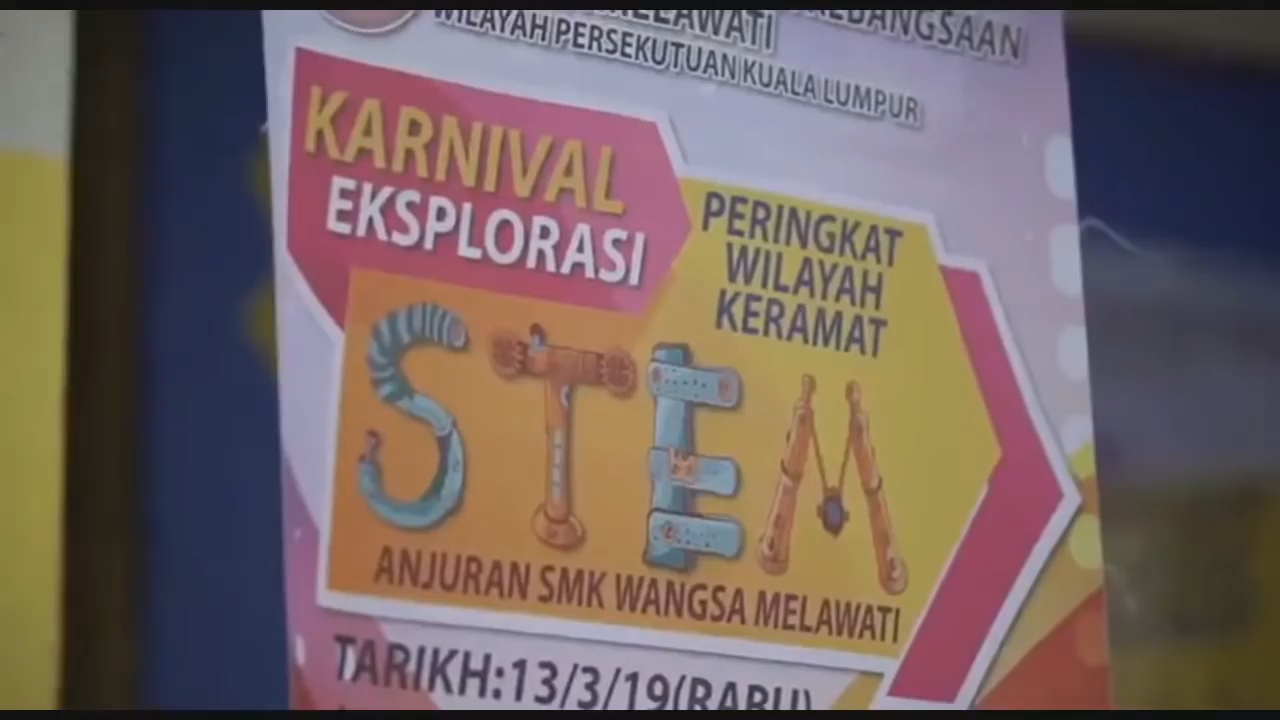 MELAWATI KEBANGSAAN
WILAYAH PERSEKUTUAN KUALA LUMPUR
KARNIVAL
EKSPLORASI
PERINGKAT
WILAYAH
KERAMAT
STEM
ANJURAN SMK WANGSA MELAWATI
TARIKH:13/3/19(RABU)